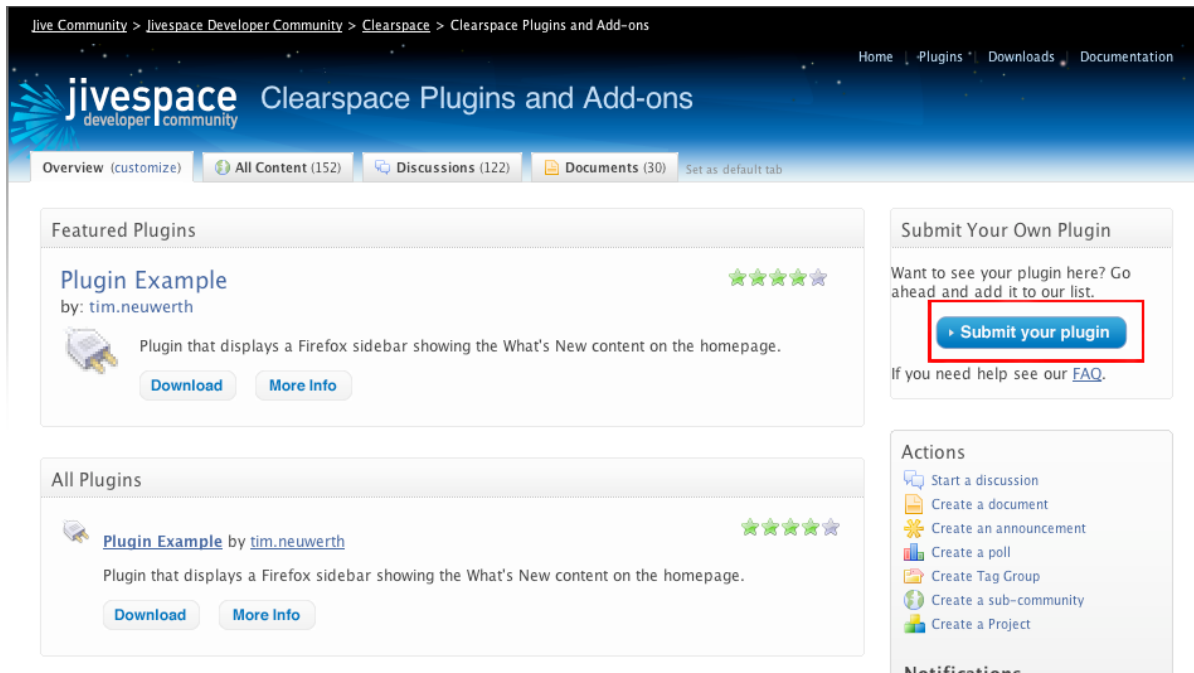 Jive Community > Jivespace Developer Community > Clearspace > Clearspace Plugins and Add-ons
Home | Plugins | Downloads | Documentation
jivespace
developer community
Clearspace Plugins and Add-ons
Overview (customize) All Content (152) Discussions (122) Documents (30) Set as default tab
Featured Plugins
Plugin Example
by: tim.neuwerth
Plugin that displays a Firefox sidebar showing the What's New content on the homepage.
Download More Info
All Plugins
Plugin Example by tim.neuwerth
Plugin that displays a Firefox sidebar showing the What's New content on the homepage.
Download More Info
Submit Your Own Plugin
Want to see your plugin here? Go
ahead and add it to our list.
Submit your plugin
If you need help see our FAQ.
Actions
Start a discussion
Create a document
Create an announcement
Create a poll
Create Tag Group
Create a sub-community
Create a Project
Notifications